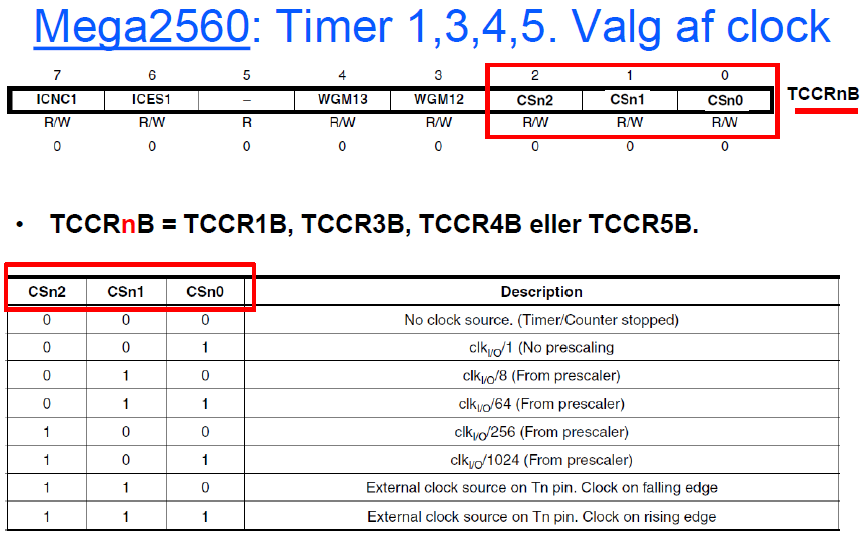 Mega2560: Timer 1,3,4,5. Valg af clock
7 6 5 4 3 2 1 0
ICNC1 ICES1 – WGM13 WGM12 CSn2 CSn1 CSn0 TCCRnB
R/W R/W R R/W R/W R/W R/W R/W
0 0 0 0 0 0 0 0
• TCCRnB = TCCR1B, TCCR3B, TCCR4B eller TCCR5B.
CSn2 CSn1 CSn0 Description
0 0 0 No clock source. (Timer/Counter stopped)
0 0 1 clkI/O/1 (No prescaling
0 1 0 clkI/O/8 (From prescaler)
0 1 1 clkI/O/64 (From prescaler)
1 0 0 clkI/O/256 (From prescaler)
1 0 1 clkI/O/1024 (From prescaler)
1 1 0 External clock source on Tn pin. Clock on falling edge
1 1 1 External clock source on Tn pin. Clock on rising edge